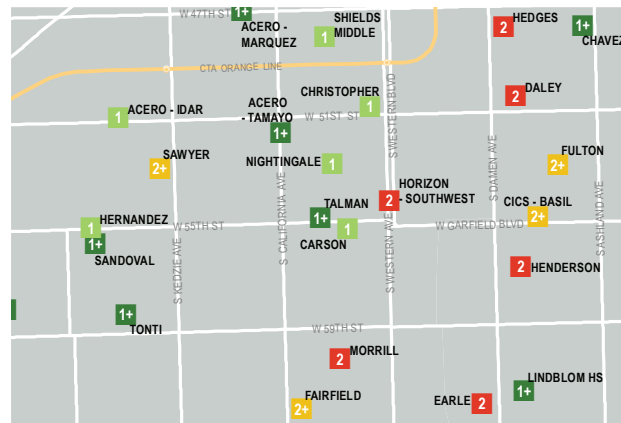 W 47TH ST
1+
ACERO -
MARQUEZ
SHIELDS
MIDDLE
1
HEDGES
2
1+
CHAVEZ
CTA ORANGE LINE
DALEY
2
CHRISTOPHER
1
ACERO - IDAR
1
ACERO
- TAMAYO
1+
W 51ST ST
S WESTERN BLVD
SAWYER
2+
NIGHTINGALE
1
FULTON
2+
S DAMEN AVE
S ASHLAND AVE
S CALIFORNIA AVE
HORIZON
- SOUTHWEST
2
TALMAN
1+
1
CARSON
CICS - BASIL
2+
HERNANDEZ
1
W 55TH ST
W GARFIELD BLVD
1+
SANDOVAL
S KEDZIE AVE
S WESTERN AVE
2
HENDERSON
1+
TONTI
W 59TH ST
MORRILL
2
LINDBLOM HS
1+
FAIRFIELD
2+
EARLE
2